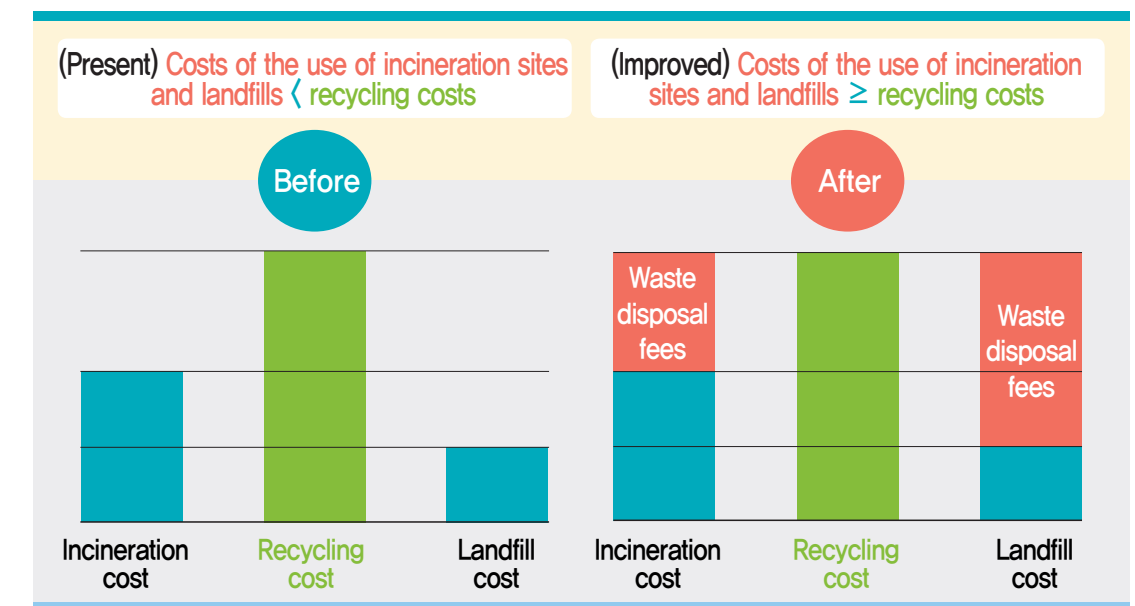 (Present) Costs of the use of incineration sites
and landfills < recycling costs
(Improved) Costs of the use of incineration
sites and landfills ≥ recycling costs
Before
After
Waste
disposal
fees
Waste
disposal
fees
Incineration
cost
Recycling
cost
Landfill
cost
Incineration
cost
Recycling
cost
Landfill
cost